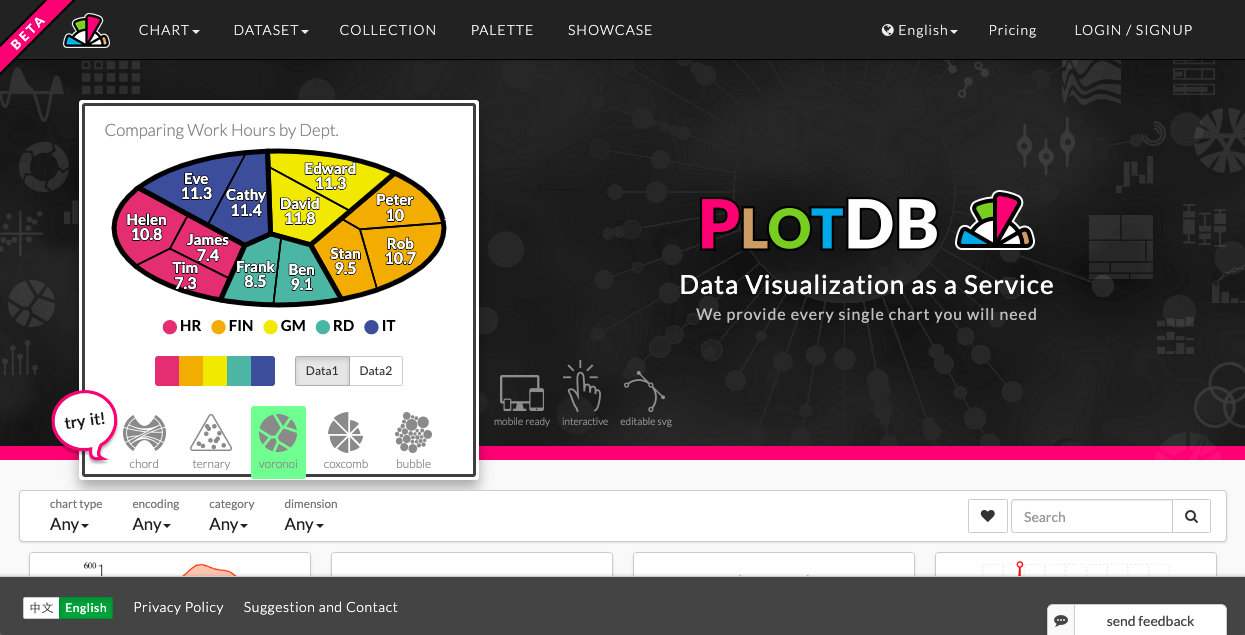 BETA
CHART
DATASET
COLLECTION
PALETTE
SHOWCASE
English
Pricing
LOGIN / SIGNUP
Comparing Work Hours by Dept.
Eve
11.3
Cathy
11.4
Edward
11.3
David
11.8
Peter
10
Helen
10.8
James
7.4
Tim
7.3
Frank
8.5
Ben
9.1
Stan
9.5
Rob
10.7
HR FIN GM RD IT
Data1 Data2
try it!
chord ternary voronoi coxcomb bubble
PLOTDB
Data Visualization as a Service
We provide every single chart you will need
mobile ready interactive editable svg
chart type encoding category dimension
Any Any Any Any
Search
600
中文 English Privacy Policy Suggestion and Contact
send feedback